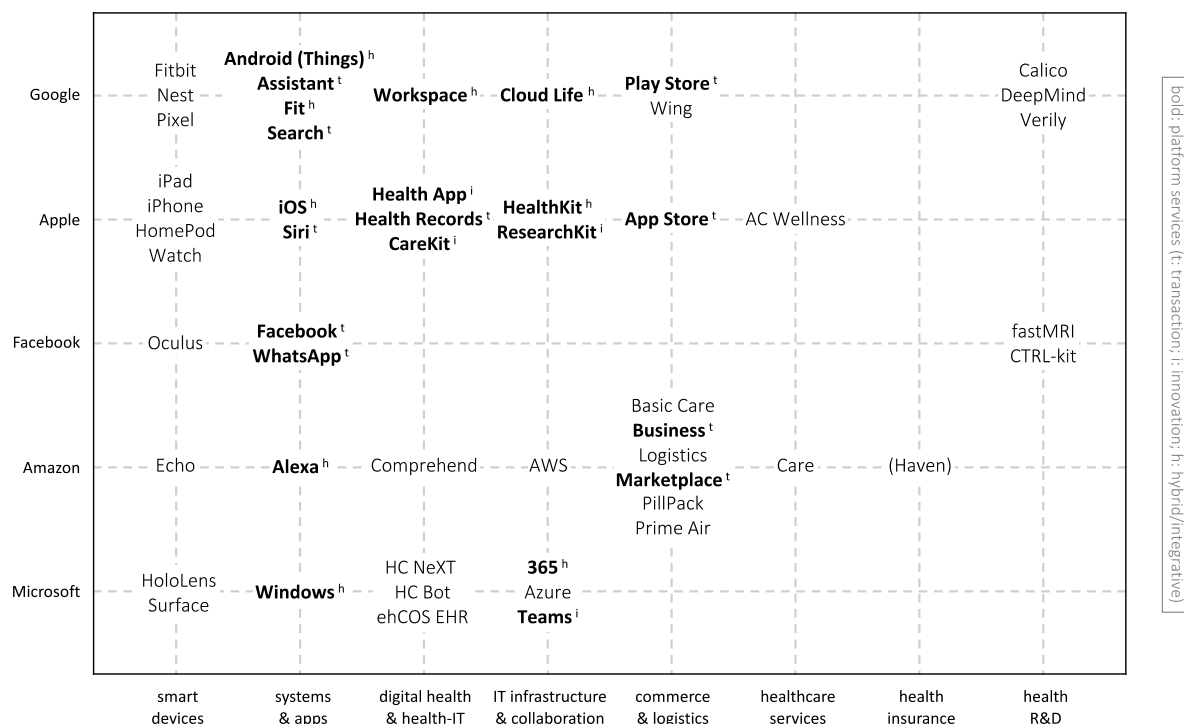 Google
Fitbit
Nest
Pixel
Android (Things) h
Assistant t
Fit h
Search t
Workspace h
Cloud Life h
Play Store t
Wing
Calico
DeepMind
Verily
Apple
iPad
iPhone
HomePod
Watch
iOS h
Siri t
Health App i
Health Records t
CareKit i
HealthKit h
ResearchKit i
App Store t
AC Wellness
Facebook
Oculus
Facebook t
WhatsApp t
fastMRI
CTRL-kit
Amazon
Echo
Alexa h
Comprehend
AWS
Basic Care
Business t
Logistics
Marketplace t
PillPack
Prime Air
Care
(Haven)
Microsoft
HoloLens
Surface
Windows h
HC NeXT
HC Bot
ehCOS EHR
365 h
Azure
Teams i
smart
devices
systems
& apps
digital health
& health-IT
IT infrastructure
& collaboration
commerce
& logistics
healthcare
services
health
insurance
health
R&D
bold: platform services (t: transaction; i: innovation; h: hybrid/integrative)